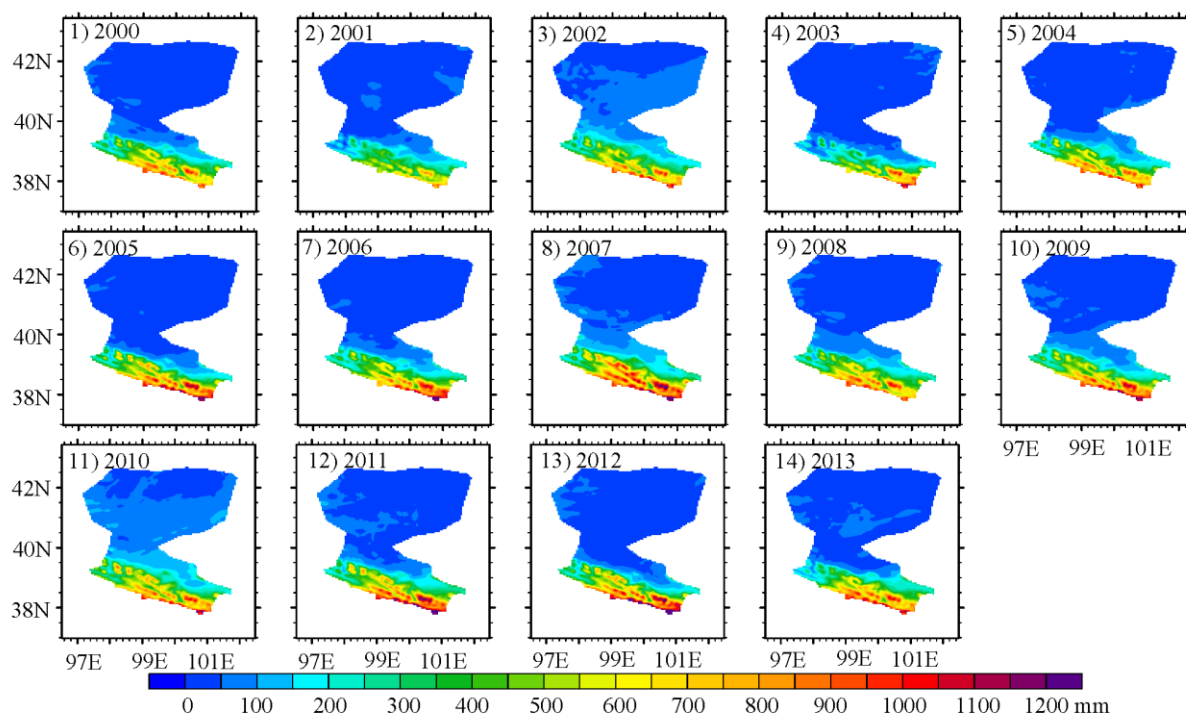 1) 2000
2) 2001
3) 2002
4) 2003
5) 2004
42N
40N
38N
6) 2005
7) 2006
8) 2007
9) 2008
10) 2009
42N
40N
38N
97E 99E 101E
11) 2010
12) 2011
13) 2012
14) 2013
42N
40N
38N
97E 99E 101E
97E 99E 101E
97E 99E 101E
97E 99E 101E
0 100 200 300 400 500 600 700 800 900 1000 1100 1200 mm